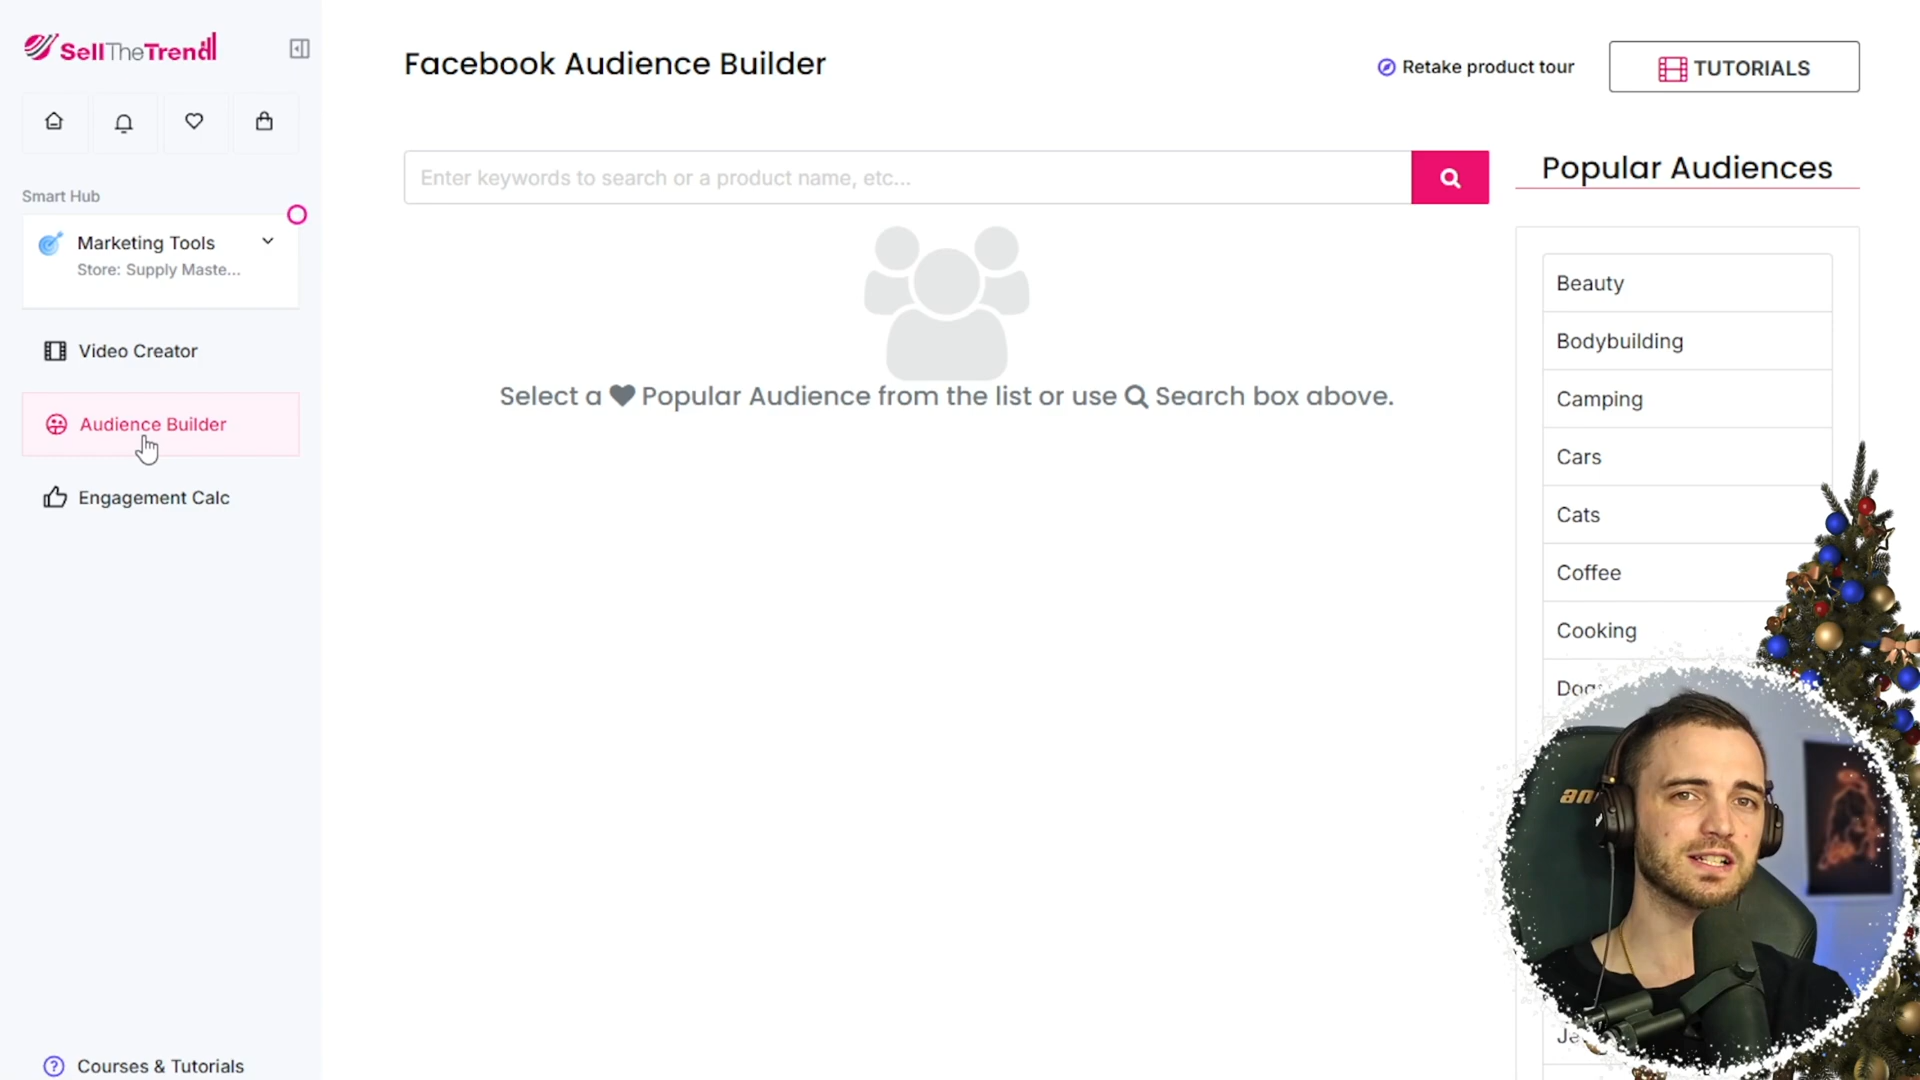 SellTheTrend
Smart Hub
Marketing Tools
Store: Supply Maste...
Video Creator
Audience Builder
Engagement Calc
Courses & Tutorials
Facebook Audience Builder
Retake product tour
TUTORIALS
Enter keywords to search or a product name, etc...
Select a Popular Audience from the list or use Search box above.
Popular Audiences
Beauty
Bodybuilding
Camping
Cars
Cats
Coffee
Cooking